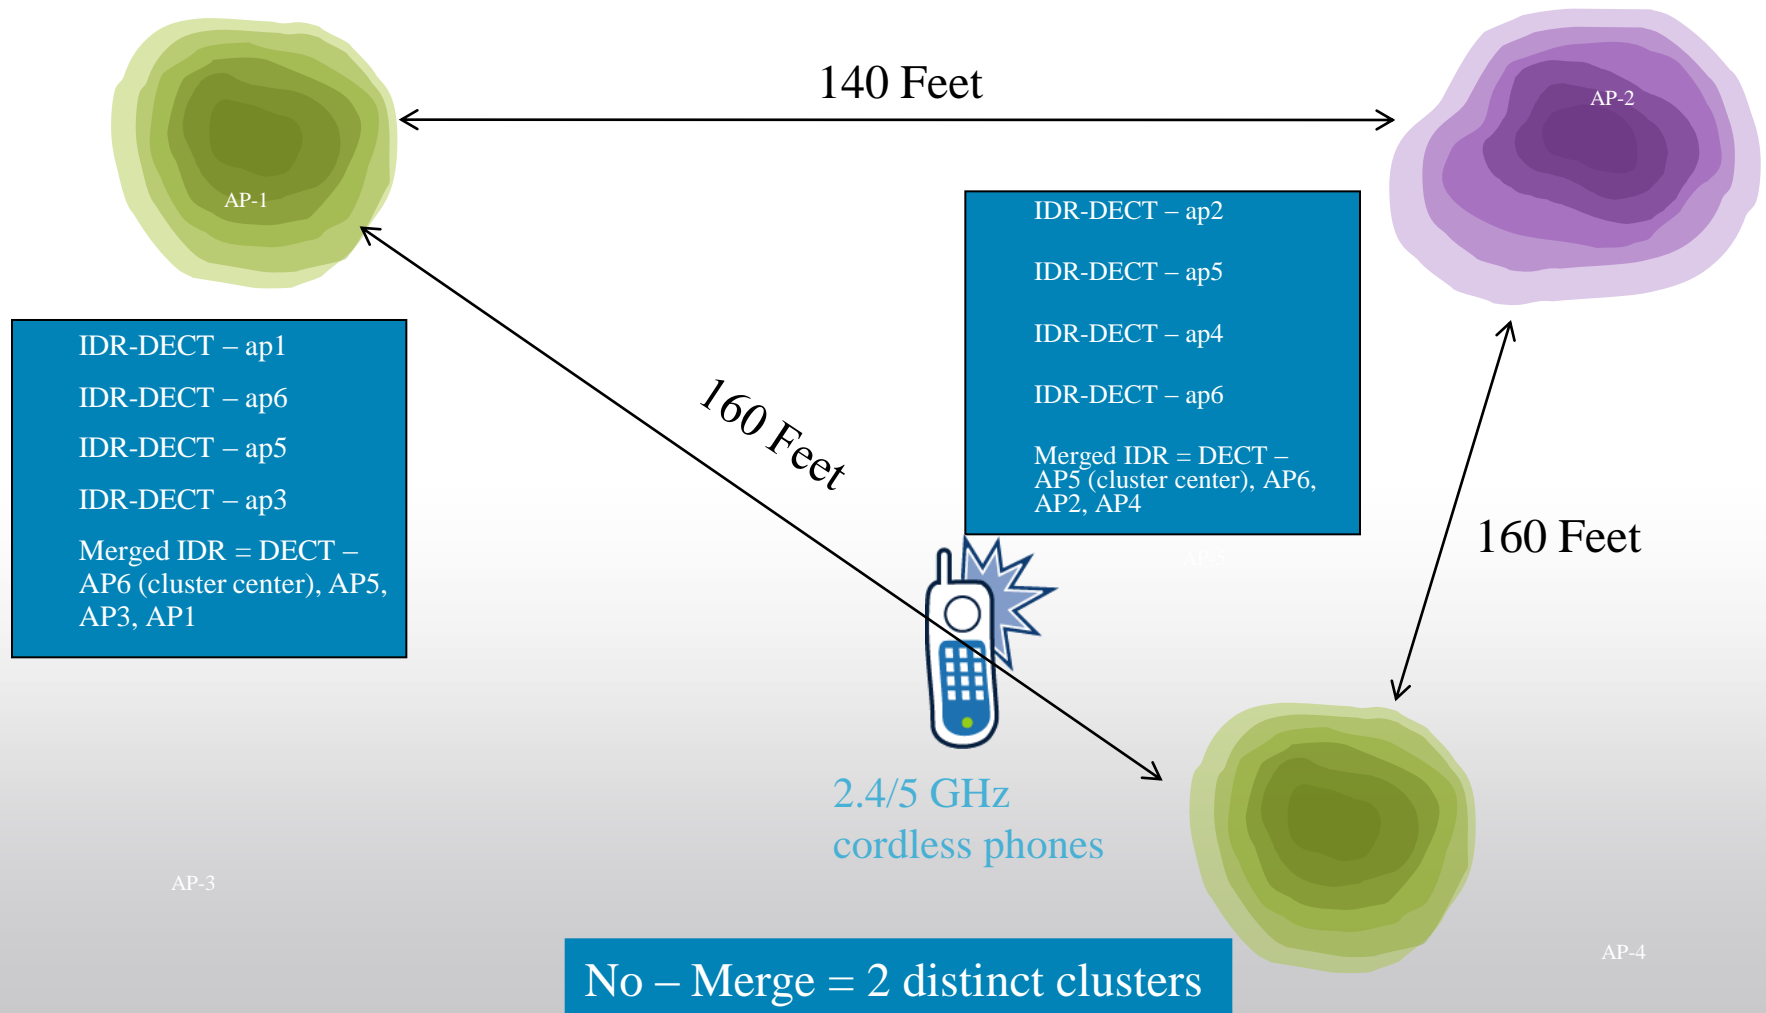 140 Feet
AP-2
AP-1
IDR-DECT – ap2
IDR-DECT – ap5
IDR-DECT – ap4
IDR-DECT – ap6
Merged IDR = DECT –
AP5 (cluster center), AP6,
AP2, AP4
IDR-DECT – ap1
IDR-DECT – ap6
IDR-DECT – ap5
IDR-DECT – ap3
Merged IDR = DECT –
AP6 (cluster center), AP5,
AP3, AP1
160 Feet
160 Feet
2.4/5 GHz
cordless phones
AP-3
AP-4
No – Merge = 2 distinct clusters